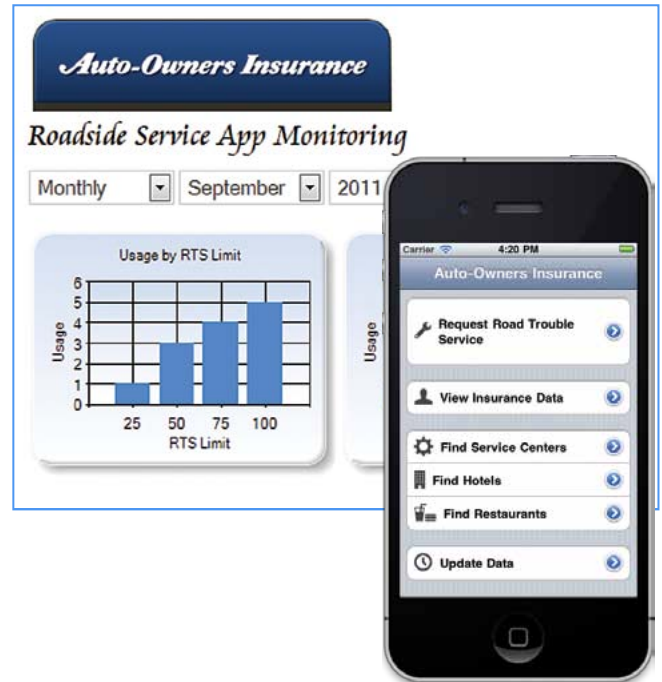 Auto-Owners Insurance
Roadside Service App Monitoring
Monthly September 2011
Usage by RTS Limit
Usage
6
5
4
3
2
1
0
25 50 75 100
RTS Limit
Usage
Carrier 4:20 PM
Auto-Owners Insurance
Request Road Trouble
Service
View Insurance Data
Find Service Centers
Find Hotels
Find Restaurants
Update Data